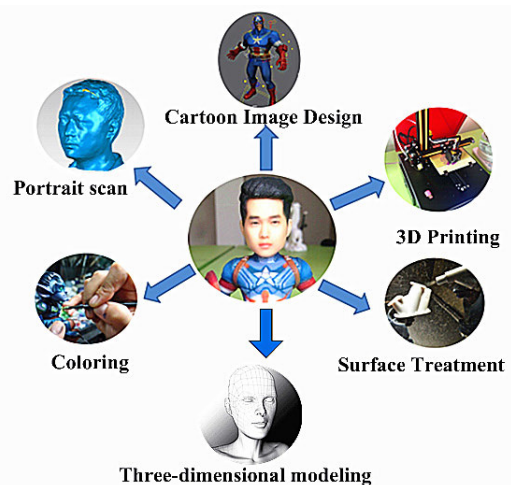 Cartoon Image Design
Portrait scan
3D Printing
Coloring
Surface Treatment
Three-dimensional modeling